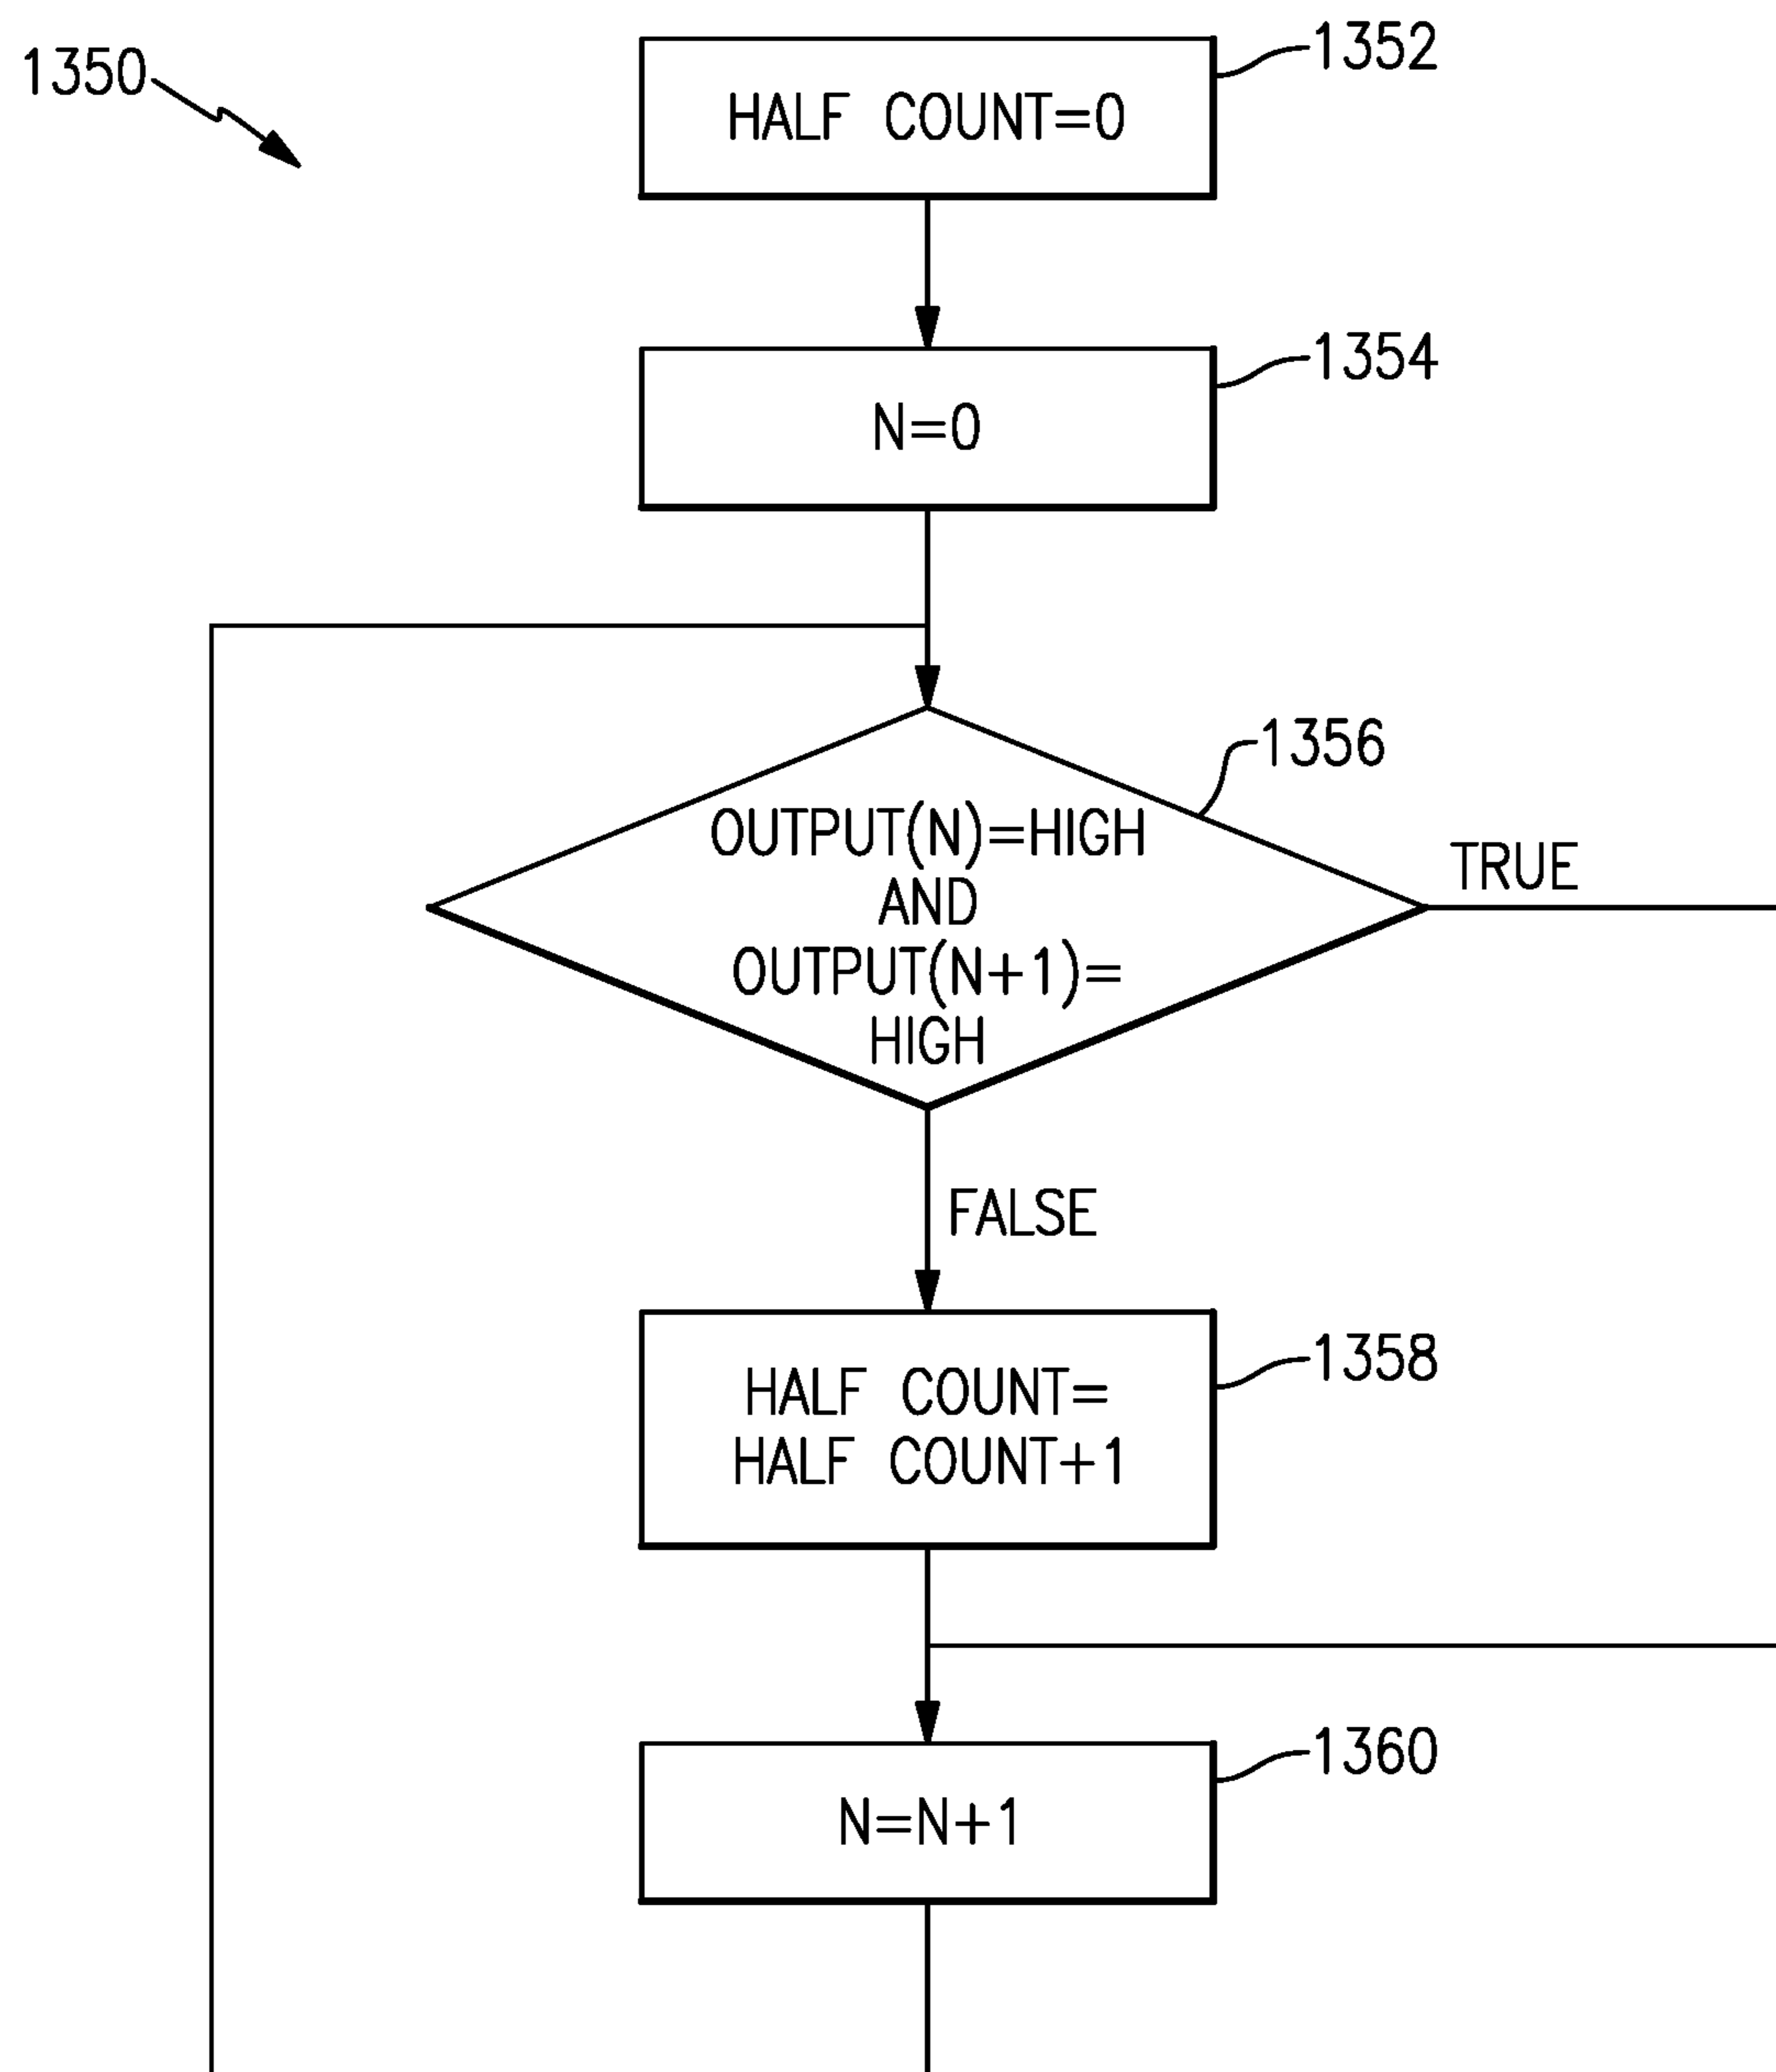 1350
1352
HALF COUNT=0
1354
N=0
1356
OUTPUT(N)=HIGH
AND
OUTPUT(N+1)=
HIGH
TRUE
FALSE
1358
HALF COUNT=
HALF COUNT+1
1360
N=N+1